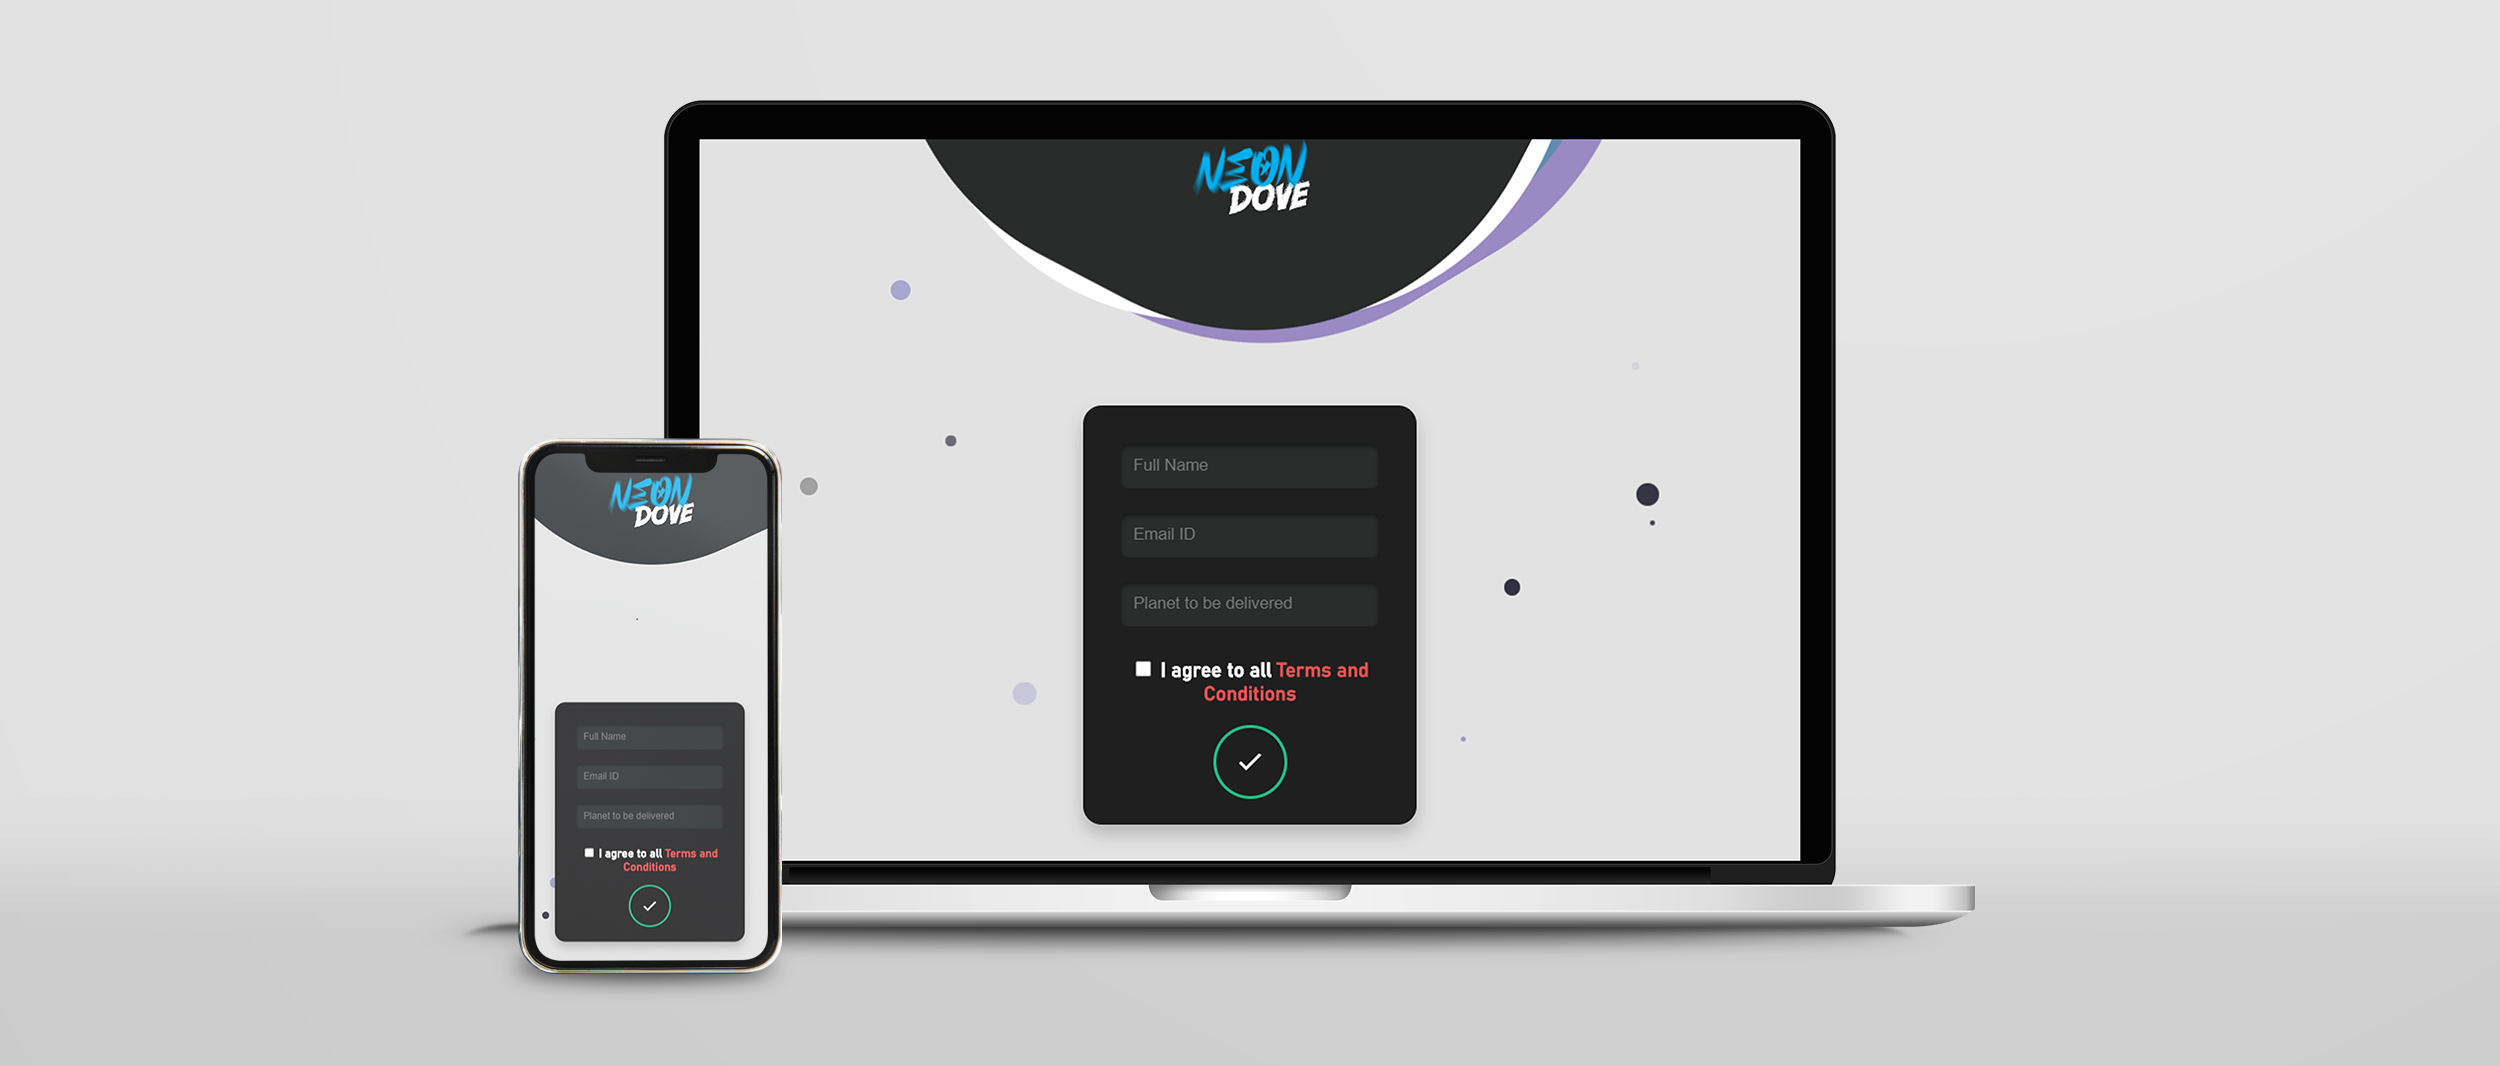 NEON
DOVE
Full Name
Email ID
Planet to be delivered
I agree to all Terms and
Conditions
NEON
DOVE
Full Name
Email ID
Planet to be delivered
I agree to all Terms and
Conditions